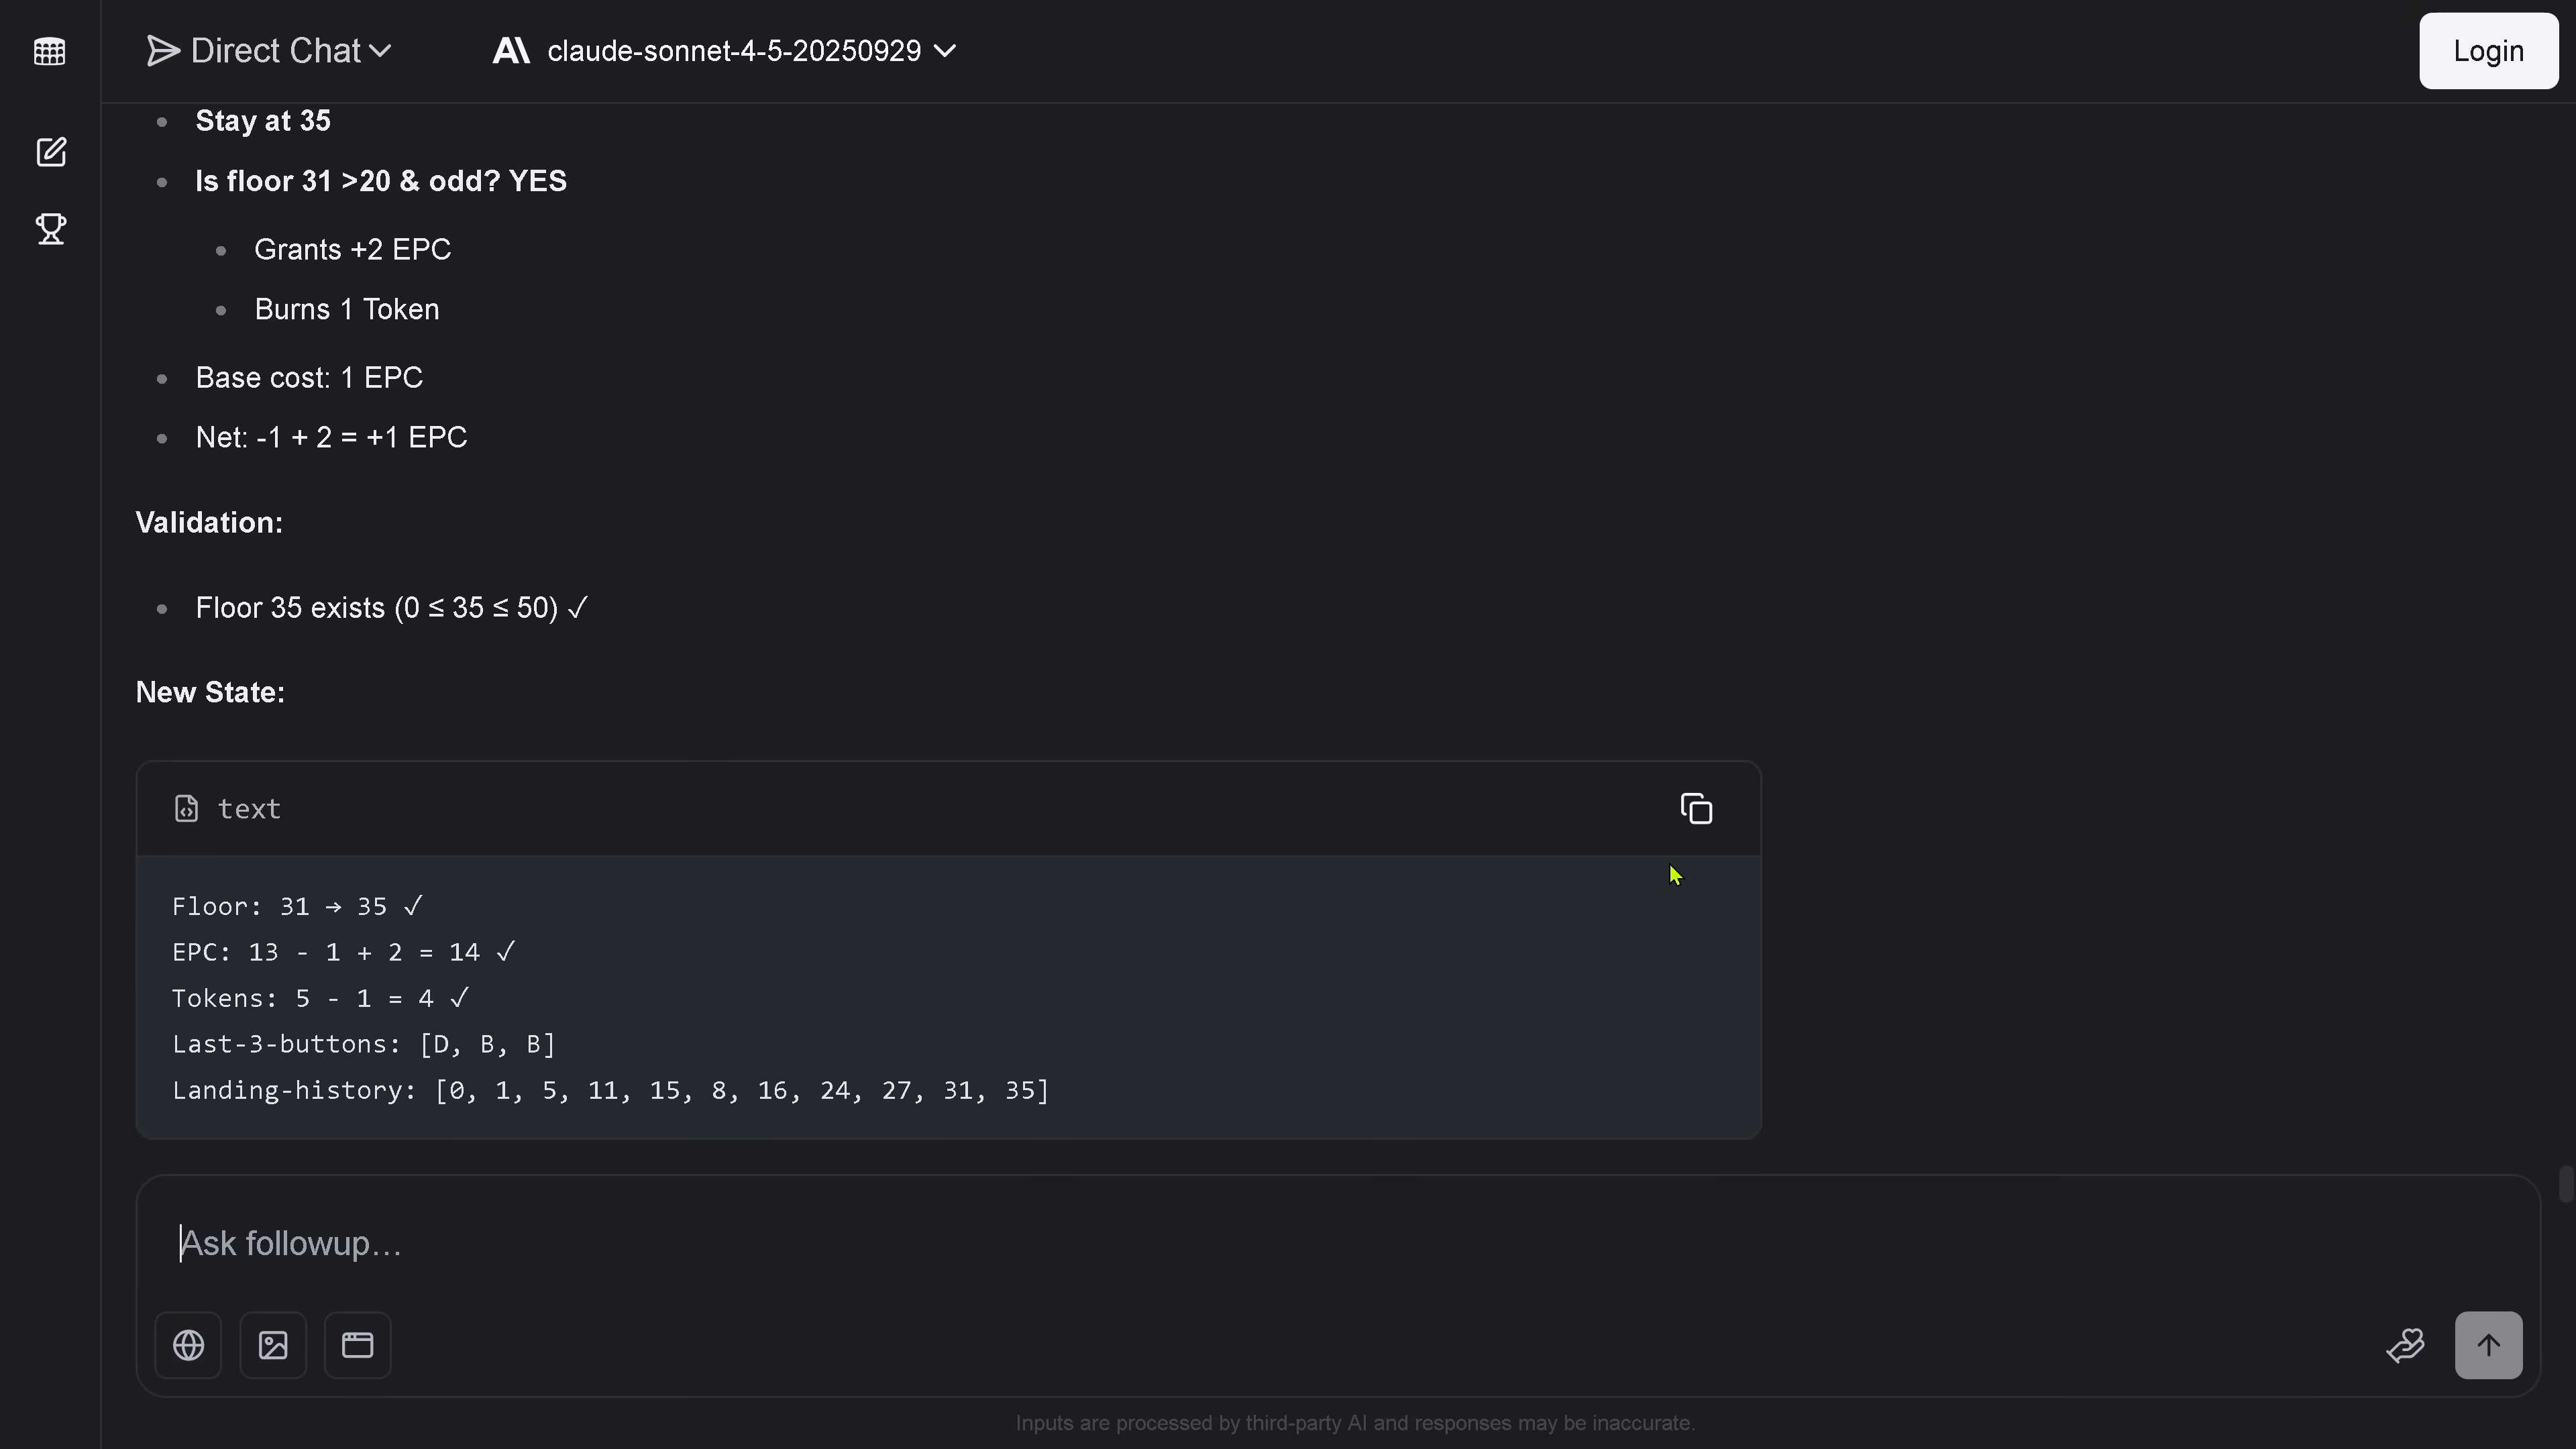 Direct Chat
claude-sonnet-4-5-20250929
Login
Stay at 35
Is floor 31 >20 & odd? YES
Grants +2 EPC
Burns 1 Token
Base cost: 1 EPC
Net: -1 + 2 = +1 EPC
Validation:
Floor 35 exists (0 ≤ 35 ≤ 50) ✓
New State:
text
Floor: 31 → 35 ✓
EPC: 13 - 1 + 2 = 14 ✓
Tokens: 5 - 1 = 4 ✓
Last-3-buttons: [D, B, B]
Landing-history: [0, 1, 5, 11, 15, 8, 16, 24, 27, 31, 35]
Ask followup…
Inputs are processed by third-party AI and responses may be inaccurate.